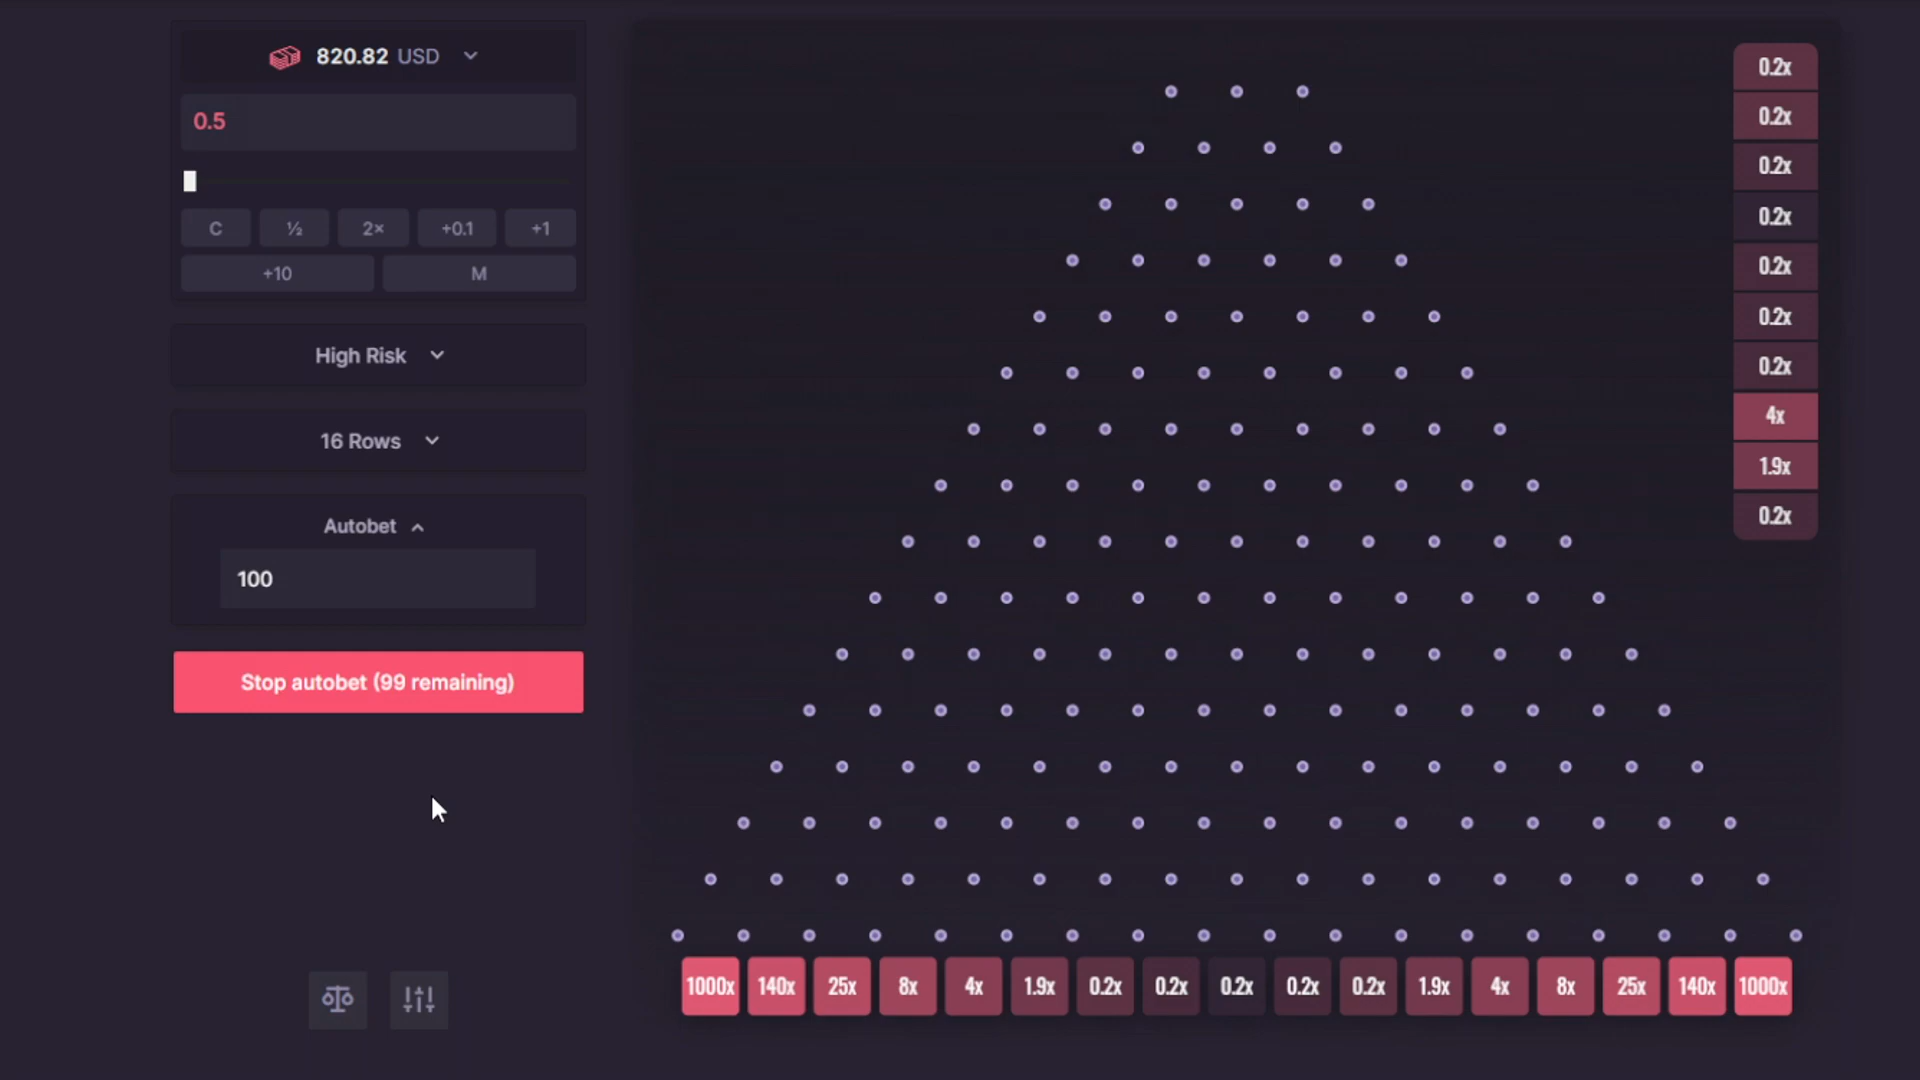 820.82 USD
0.5
C ½ 2× +0.1 +1
+10 M
High Risk
16 Rows
Autobet
100
Stop autobet (99 remaining)
0.2x
0.2x
0.2x
0.2x
0.2x
0.2x
0.2x
4x
1.9x
0.2x
1000x 140x 25x 8x 4x 1.9x 0.2x 0.2x 0.2x 0.2x 0.2x 1.9x 4x 8x 25x 140x 1000x